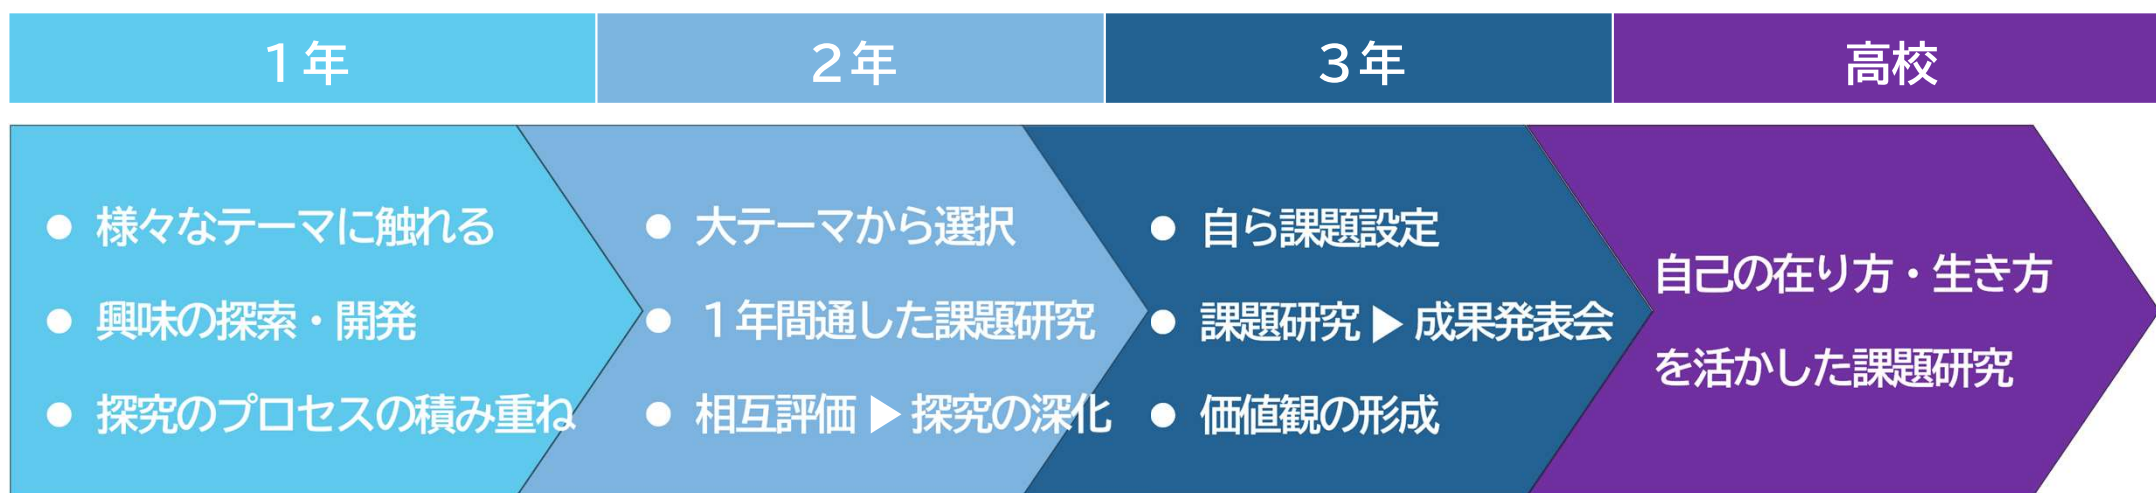 1年
2年
3年
高校
● 様々なテーマに触れる
● 興味の探索・開発
● 探究のプロセスの積み重ね
● 大テーマから選択
● 1年間通した課題研究
● 相互評価 ▶ 探究の深化
● 自ら課題設定
● 課題研究 ▶ 成果発表会
● 価値観の形成
自己の在り方・生き方
を活かした課題研究